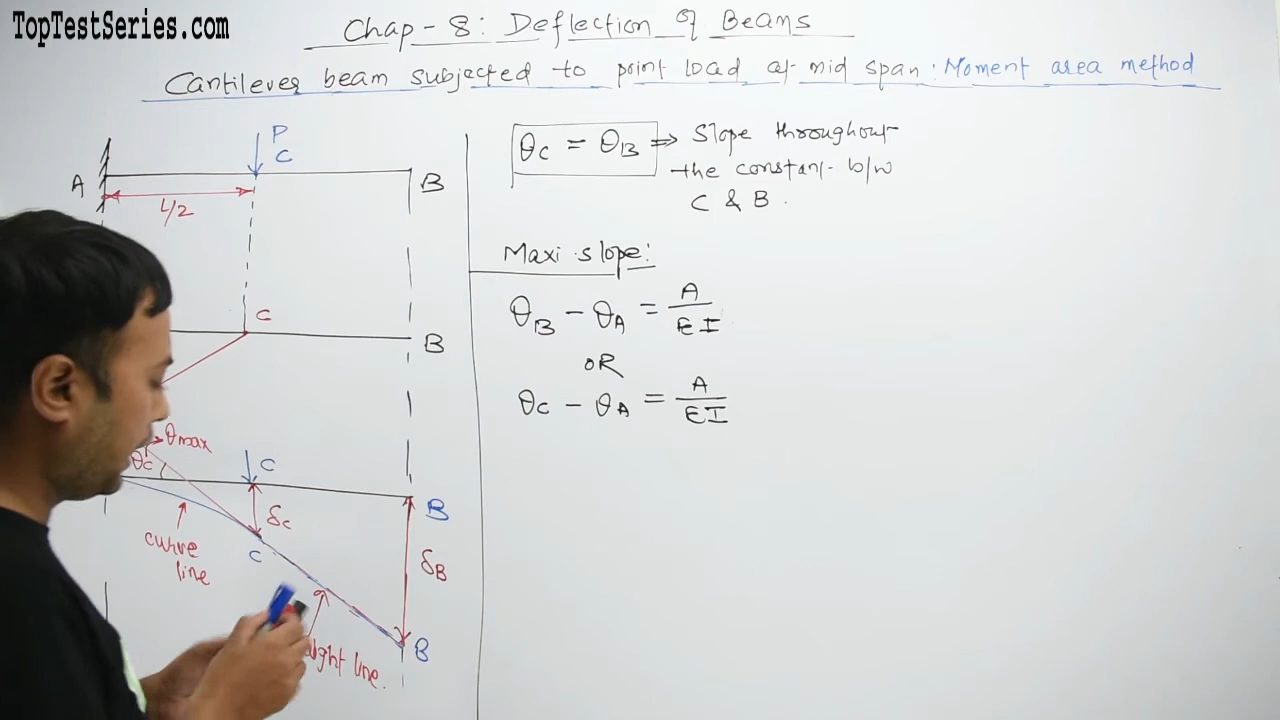 TopTestSeries.com
Chap-8: Deflection of Beams
Cantilever beam subjected to point load at mid span: Moment area method
P
C
A
B
L/2
C
B
θmax
θc
C
B
δc
curve
line
C
δB
B
line.
θC = θB ⇒ Slope throughout
the constant b/w
C & B.
Maxi slope:
θB - θA = A/EI
OR
θC - θA = A/EI